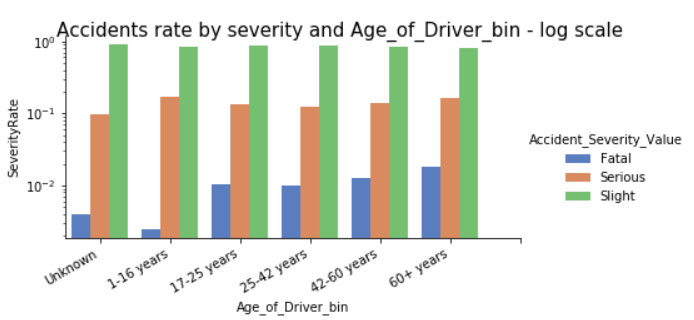 Accidents rate by severity and Age_of_Driver_bin - log scale
10⁰
10⁻¹
10⁻²
SeverityRate
Unknown
1-16 years
17-25 years
25-42 years
42-60 years
60+ years
Age_of_Driver_bin
Accident_Severity_Value
Fatal
Serious
Slight